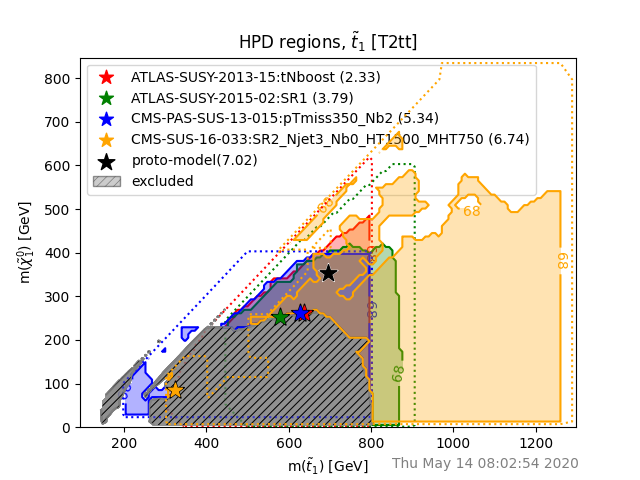 HPD regions, t̃₁ [T2tt]
ATLAS-SUSY-2013-15:tNboost (2.33)
ATLAS-SUSY-2015-02:SR1 (3.79)
CMS-PAS-SUS-13-015:pTmiss350_Nb2 (5.34)
CMS-SUS-16-033:SR2_Njet3_Nb0_HT1500_MHT750 (6.74)
proto-model(7.02)
excluded
m(χ̃₁⁰) [GeV]
800
700
600
500
400
300
200
100
0
68
68
68
68
200
400
600
800
1000
1200
m(t̃₁) [GeV]
Thu May 14 08:02:54 2020